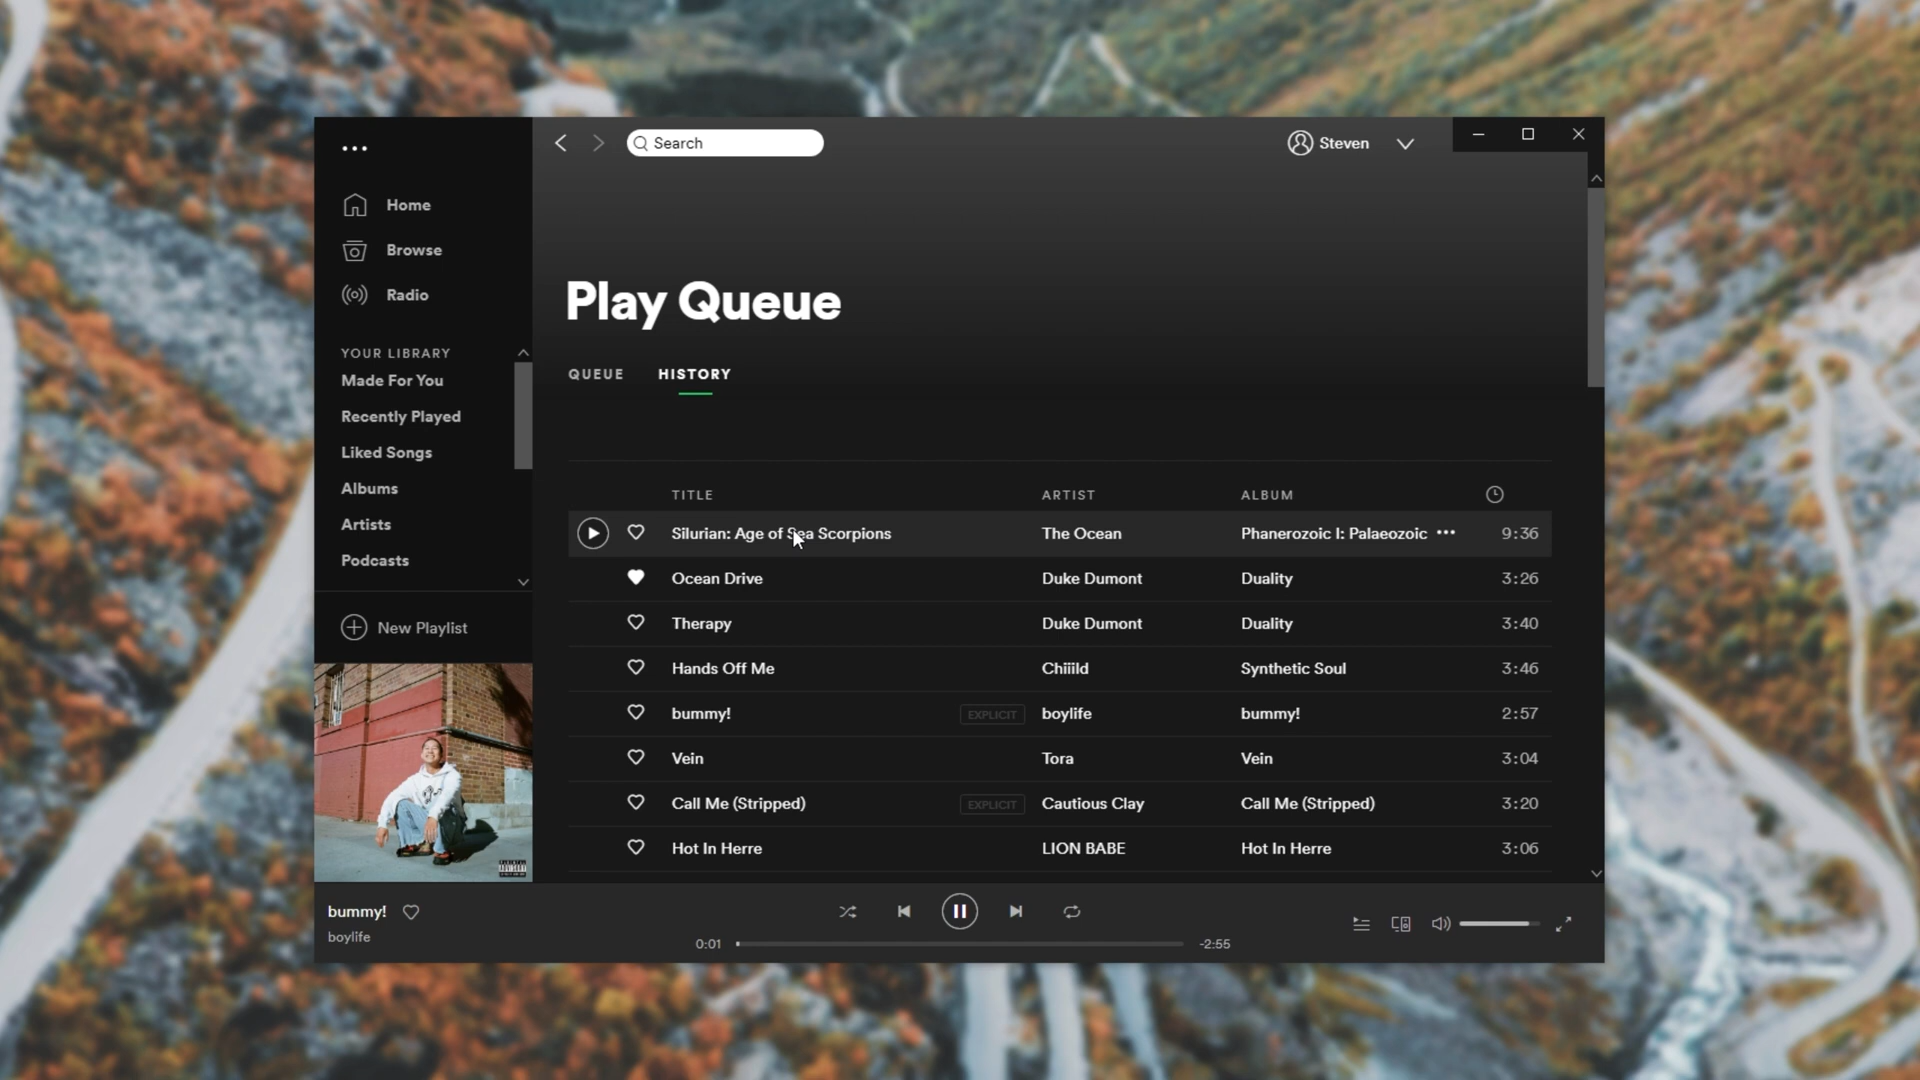 Search
Steven
Home
Browse
Radio
YOUR LIBRARY
Made For You
Recently Played
Liked Songs
Albums
Artists
Podcasts
New Playlist
Play Queue
QUEUE HISTORY
TITLE ARTIST ALBUM
Silurian: Age of Sea Scorpions The Ocean Phanerozoic I: Palaeozoic ••• 9:36
Ocean Drive Duke Dumont Duality 3:26
Therapy Duke Dumont Duality 3:40
Hands Off Me Chiiild Synthetic Soul 3:46
bummy! EXPLICIT boylife bummy! 2:57
Vein Tora Vein 3:04
Call Me (Stripped) EXPLICIT Cautious Clay Call Me (Stripped) 3:20
Hot In Herre LION BABE Hot In Herre 3:06
bummy!
boylife
0:01 -2:55